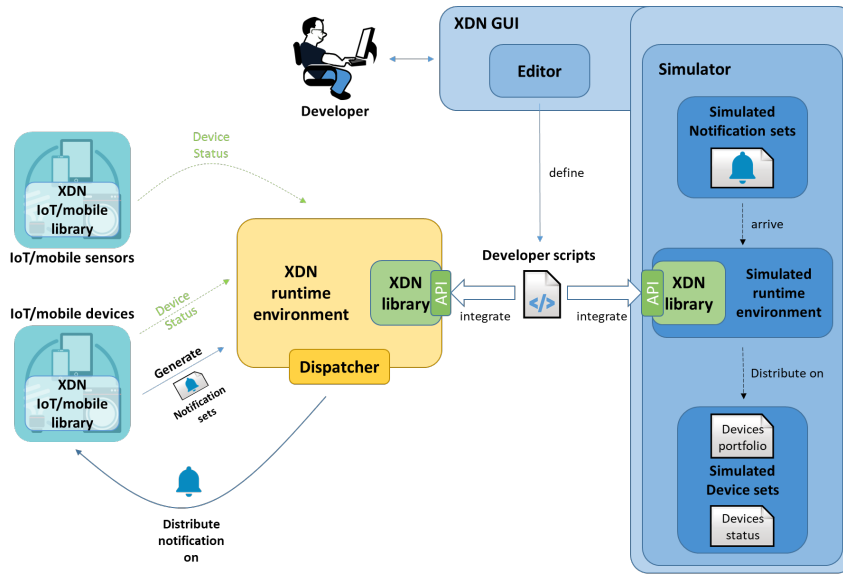 XDN GUI
Editor
Developer
Simulator
Simulated
Notification sets
Device
Status
XDN
IoT/mobile
library
IoT/mobile sensors
define
arrive
Developer scripts
XDN
runtime
environment
XDN
library
API
</>
integrate
integrate
API
XDN
library
Simulated
runtime
environment
IoT/mobile devices
Device
Status
XDN
IoT/mobile
library
Generate
Notification
sets
Dispatcher
Distribute on
Devices
portfolio
Simulated
Device sets
Devices
status
Distribute
notification
on